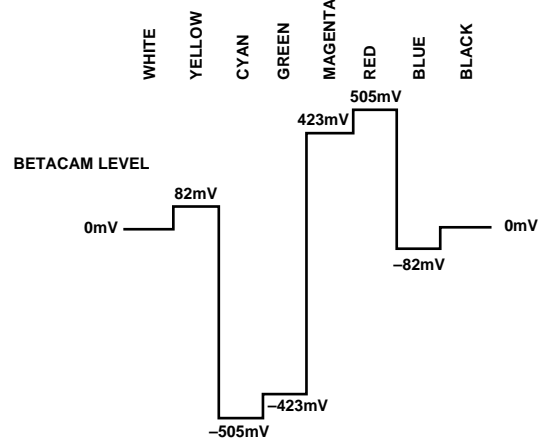 WHITE
YELLOW
CYAN
GREEN
MAGENTA
RED
BLUE
BLACK
505mV
423mV
BETACAM LEVEL
82mV
0mV
0mV
–82mV
–423mV
–505mV